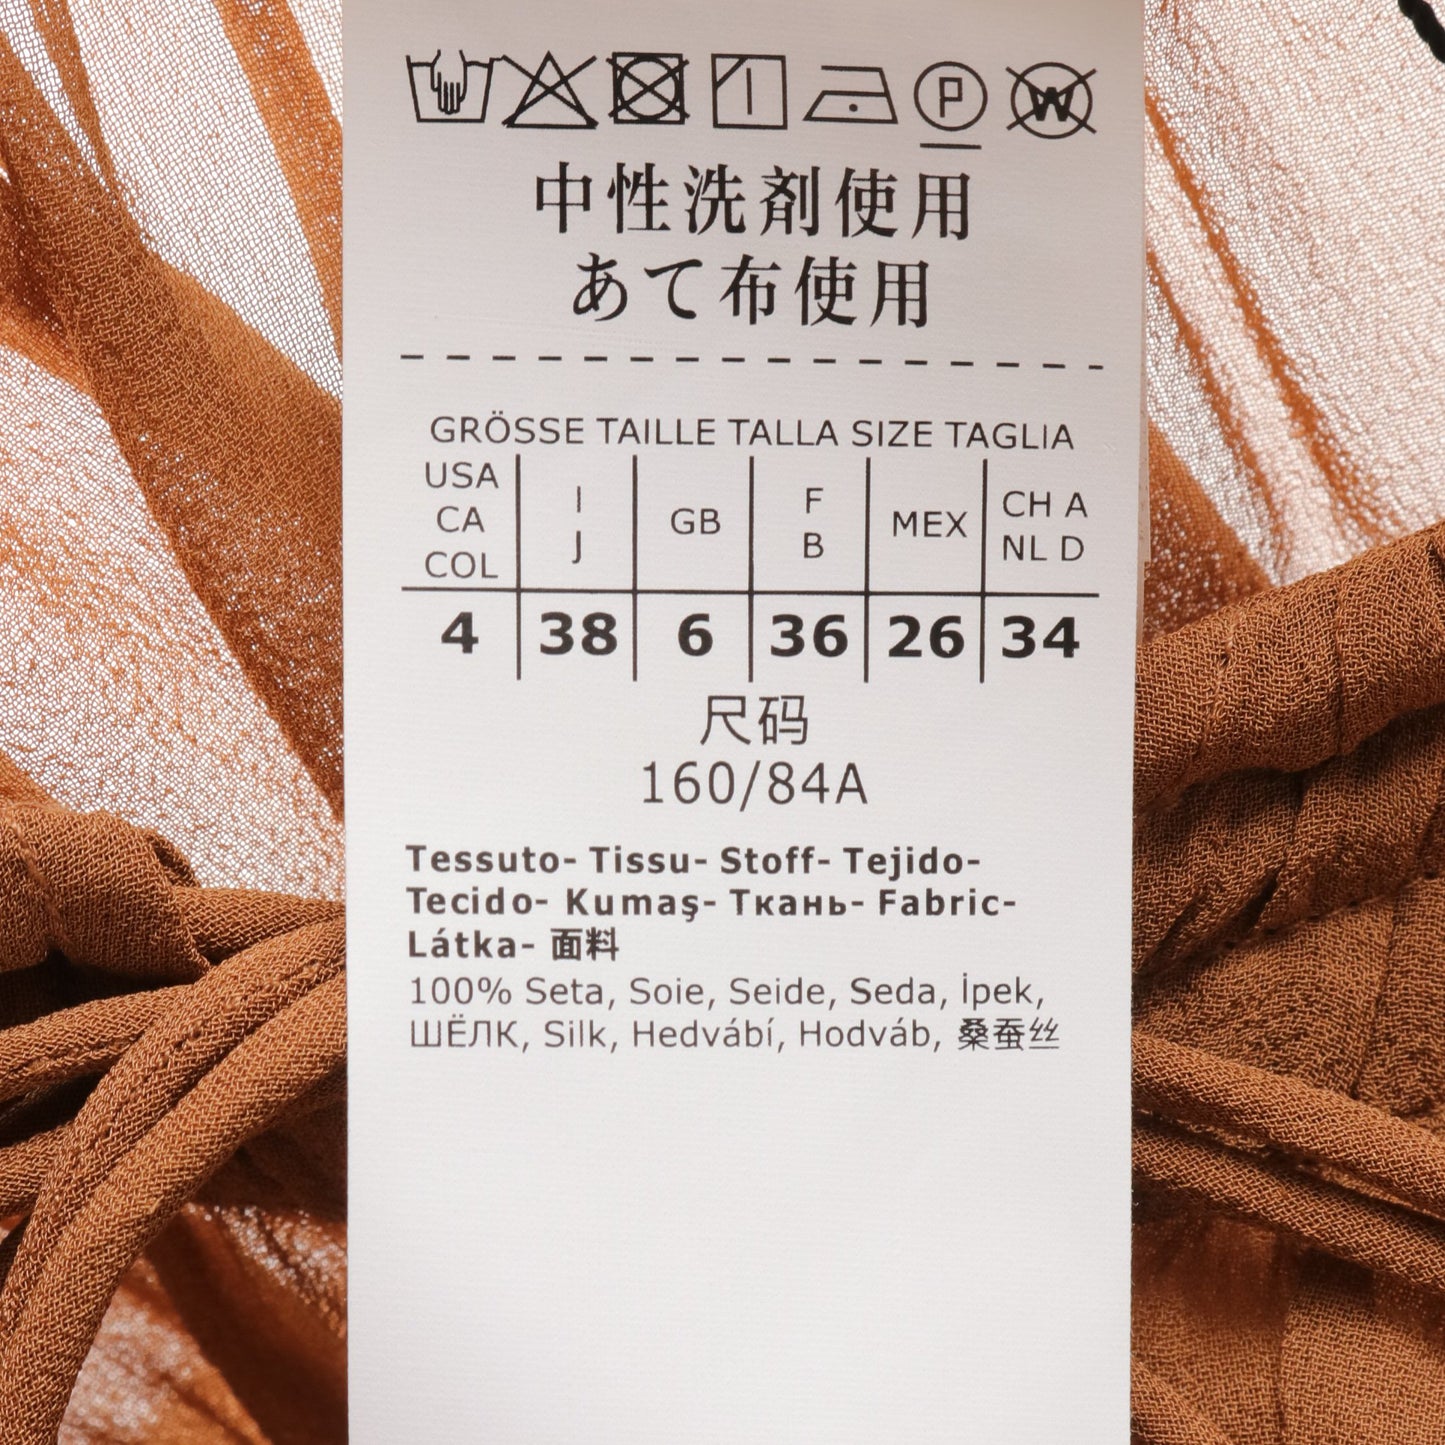 P W
中性洗剤使用
あて布使用
GRÖSSE TAILLE TALLA SIZE TAGLIA
USA CA COL | I J | GB | F B | MEX | CH A NL D
4 | 38 | 6 | 36 | 26 | 34
尺码
160/84A
Tessuto- Tissu- Stoff- Tejido-
Tecido- Kumaş- Ткань- Fabric-
Látka- 面料
100% Seta, Soie, Seide, Seda, İpek,
ШЁЛК, Silk, Hedvábí, Hodváb, 桑蚕丝